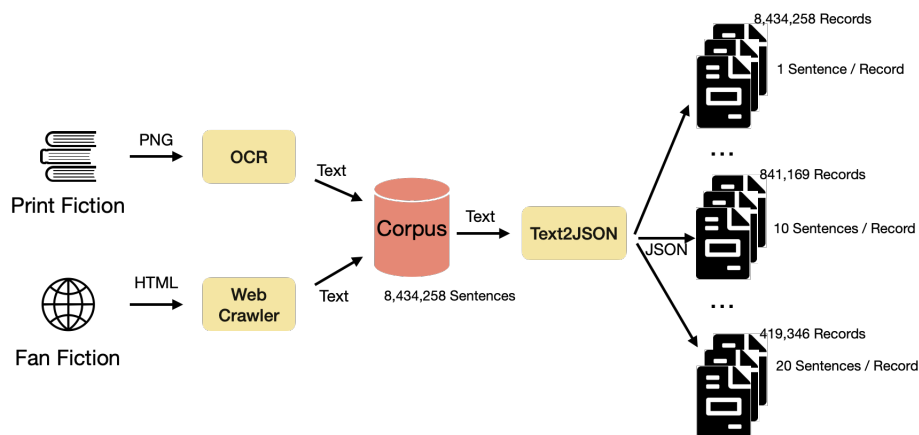 8,434,258 Records
1 Sentence / Record
PNG
OCR
Text
Print Fiction
...
841,169 Records
Text
Corpus
Text2JSON
10 Sentences / Record
JSON
HTML
Web
Crawler
Text
8,434,258 Sentences
Fan Fiction
...
419,346 Records
20 Sentences / Record